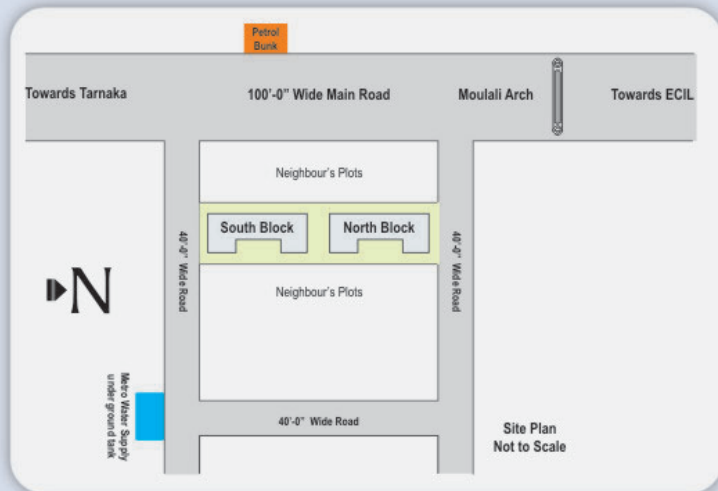 Petrol
Bunk
Towards Tarnaka
100'-0" Wide Main Road
Moulali Arch
Towards ECIL
Neighbour's Plots
South Block
North Block
40'-0" Wide Road
40'-0" Wide Road
N
Neighbour's Plots
Metro Water Supply
under ground tank
40'-0" Wide Road
Site Plan
Not to Scale